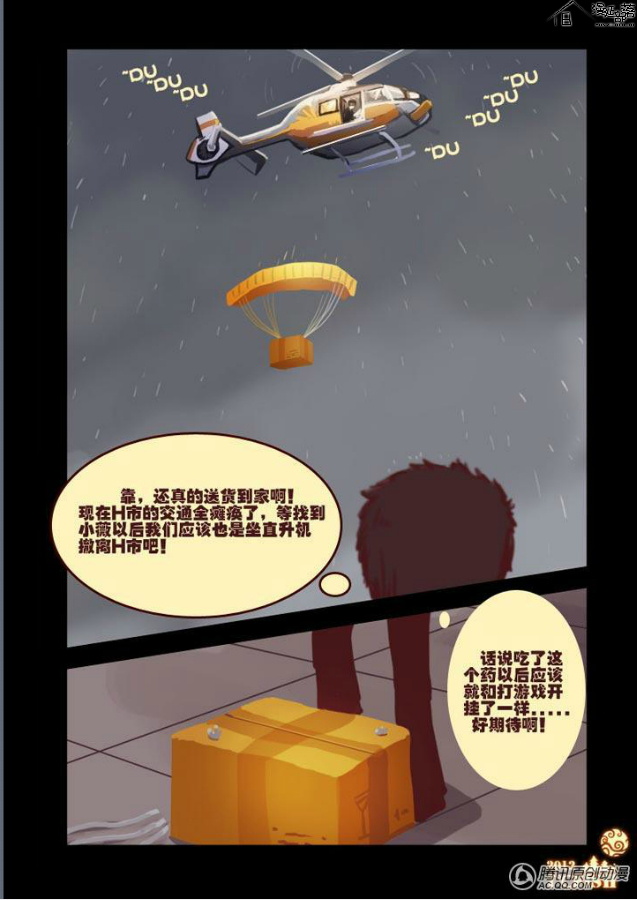 ~DU
~DU
~DU
~DU
~DU
~DU
~DU
靠，还真的送货到家啊！
现在H市的交通全瘫痪了，等找到
小薇以后我们应该也是坐直升机
撤离H市吧！
话说吃了这
个药以后应该
就和打游戏开
挂了一样.....
好期待啊！
2012
腾讯原创动漫
AC.QQ.COM